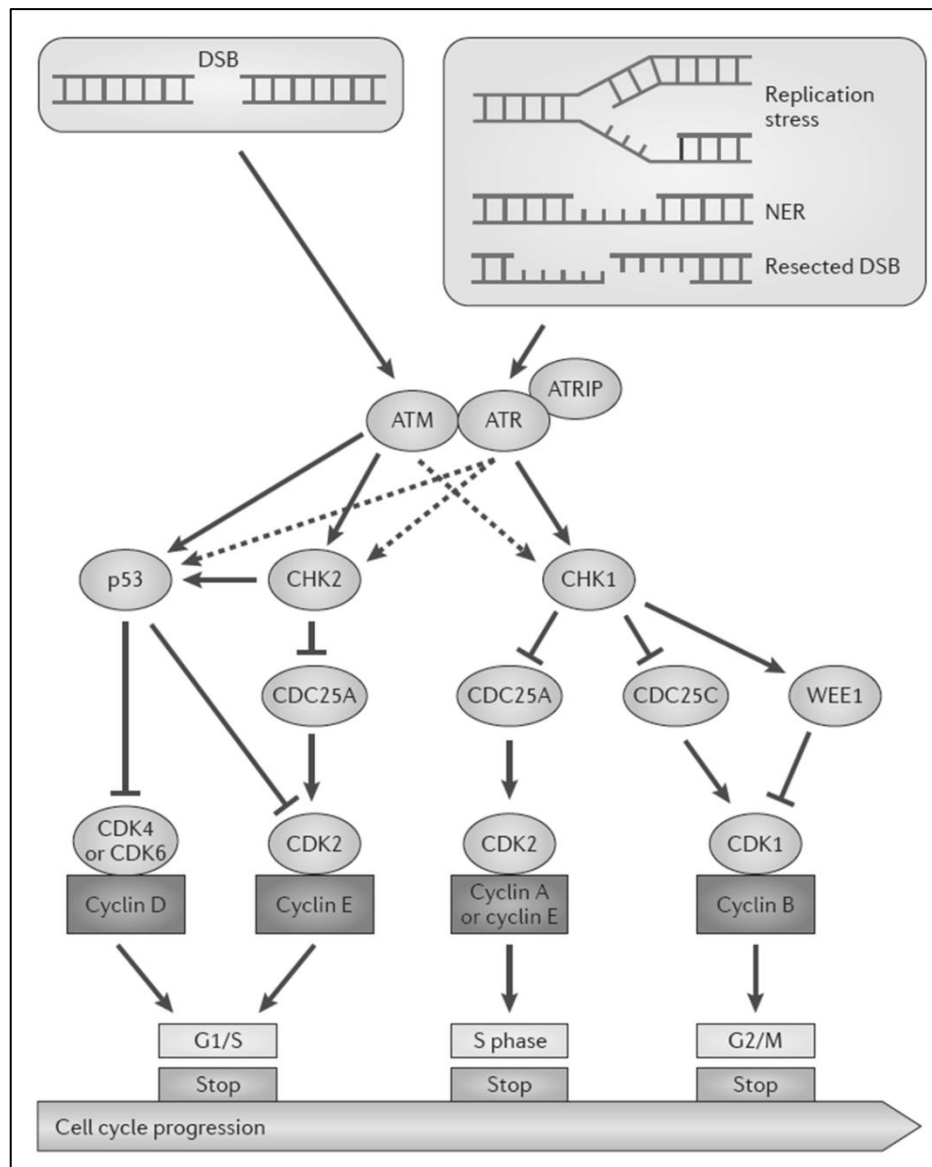 DSB
Replication
stress
NER
Resected DSB
ATM
ATR
ATRIP
p53
CHK2
CHK1
CDC25A
CDC25A
CDC25C
WEE1
CDK4
or CDK6
CDK2
CDK2
CDK1
Cyclin D
Cyclin E
Cyclin A
or cyclin E
Cyclin B
G1/S
S phase
G2/M
Stop
Stop
Stop
Cell cycle progression